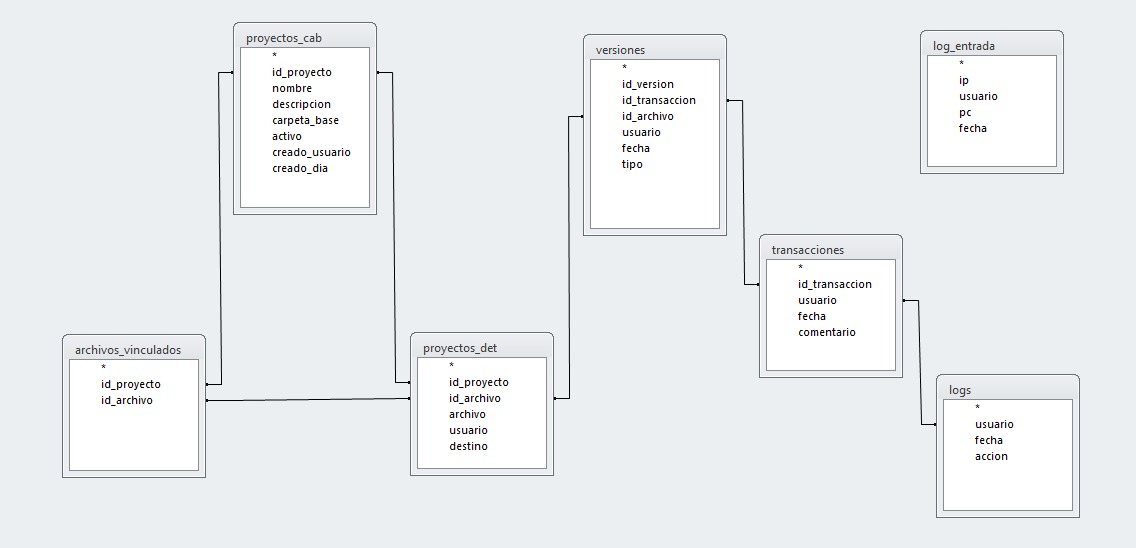 proyectos_cab
*
id_proyecto
nombre
descripcion
carpeta_base
activo
creado_usuario
creado_dia
versiones
*
id_version
id_transaccion
id_archivo
usuario
fecha
tipo
log_entrada
*
ip
usuario
pc
fecha
transacciones
*
id_transaccion
usuario
fecha
comentario
archivos_vinculados
*
id_proyecto
id_archivo
proyectos_det
*
id_proyecto
id_archivo
archivo
usuario
destino
logs
*
usuario
fecha
accion